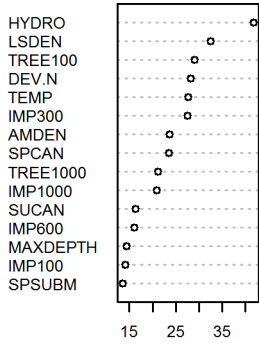 HYDRO
LSDEN
TREE100
DEV.N
TEMP
IMP300
AMDEN
SPCAN
TREE1000
IMP1000
SUCAN
IMP600
MAXDEPTH
IMP100
SPSUBM
15 25 35